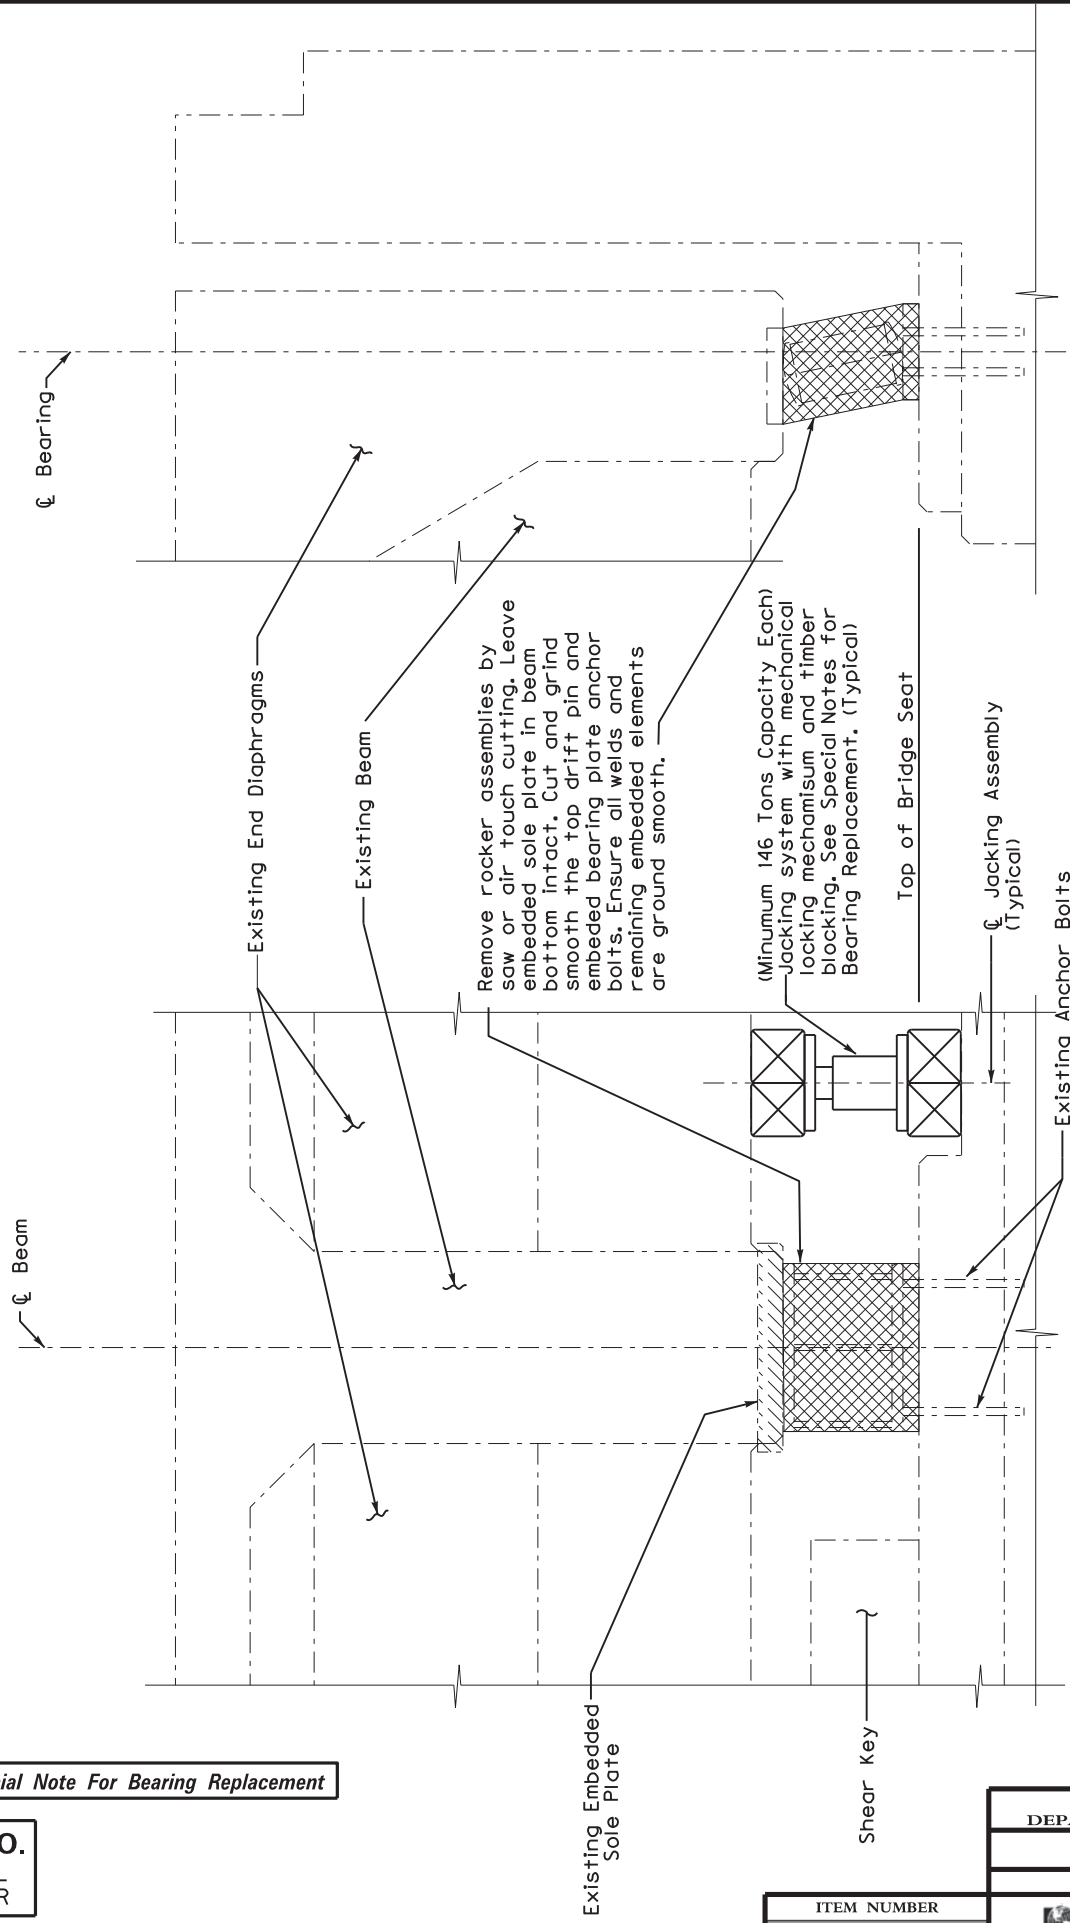 ℄ Bearing
Existing End Diaphragms
Existing Beam
Remove rocker assemblies by
saw or air touch cutting. Leave
embedded sole plate in beam
bottom intact. Cut and grind
smooth the top drift pin and
embeded bearing plate anchor
bolts. Ensure all welds and
remaining embedded elements
are ground smooth.
(Minumum 146 Tons Capacity Each)
Jacking system with mechanical
locking mechamisum and timber
blocking. See Special Notes for
Bearing Replacement. (Typical)
Top of Bridge Seat
℄ Jacking Assembly
(Typical)
Existing Anchor Bolts
℄ Beam
Existing Embedded
Sole Plate
Shear Key
ial Note For Bearing Replacement
O.
R
DEPA
ITEM NUMBER